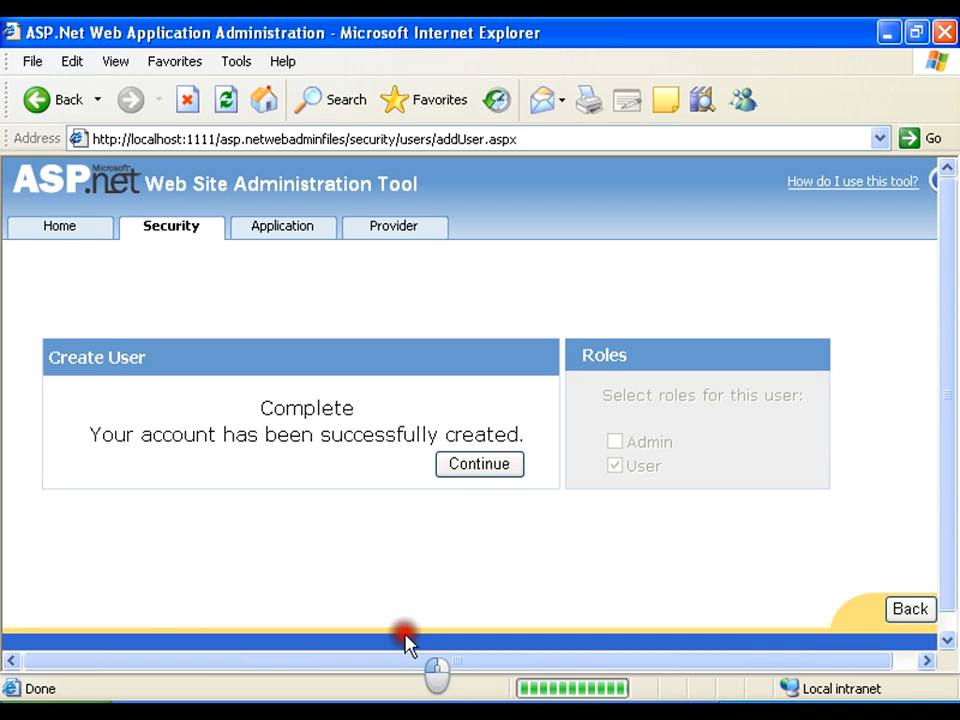 ASP.Net Web Application Administration - Microsoft Internet Explorer
File Edit View Favorites Tools Help
Back Search Favorites
Address http://localhost:1111/asp.netwebadminfiles/security/users/addUser.aspx Go
Microsoft
ASP.net Web Site Administration Tool How do I use this tool?
Home Security Application Provider
Create User Roles
Complete
Your account has been successfully created.
Continue
Select roles for this user:
Admin
User
Back
Done Local intranet